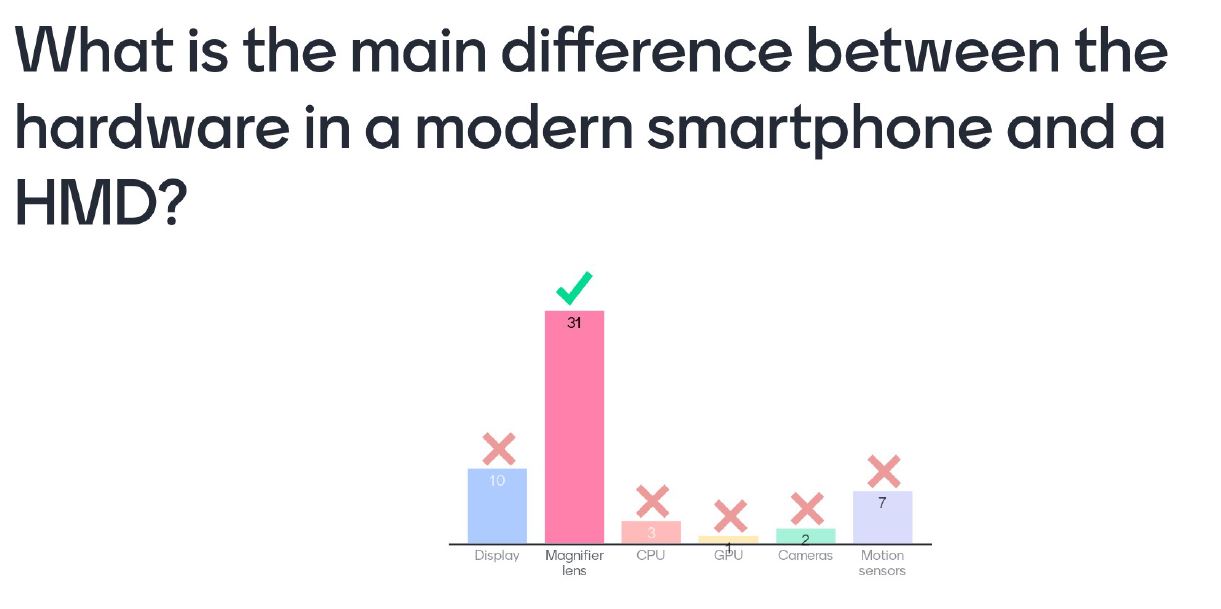 What is the main difference between the
hardware in a modern smartphone and a
HMD?
31
10
3
1
2
7
Display
Magnifier
lens
CPU
GPU
Cameras
Motion
sensors